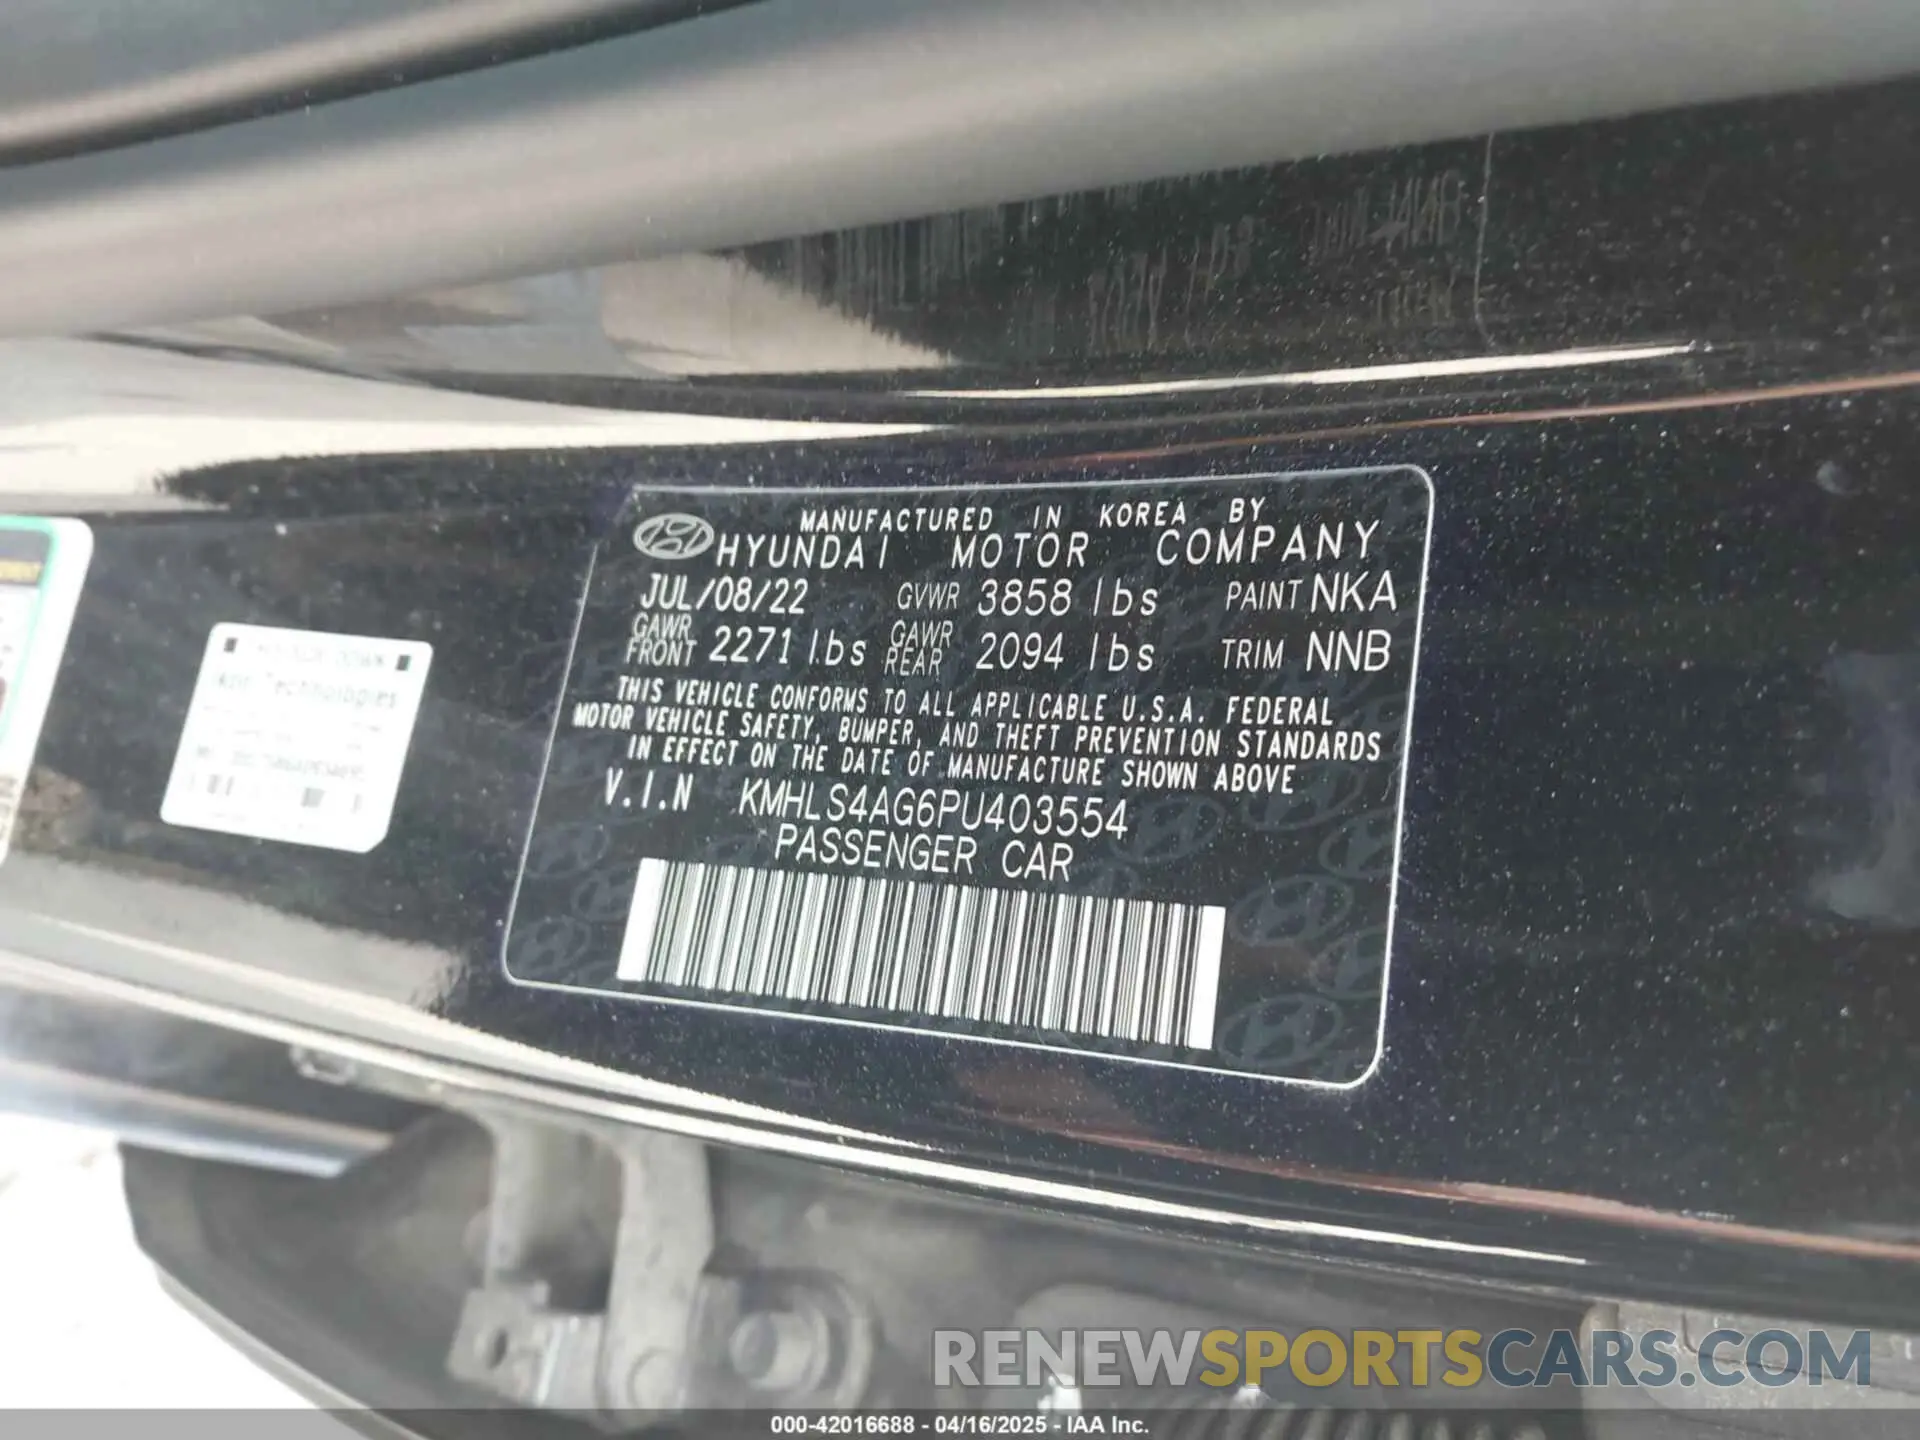 MANUFACTURED IN KOREA BY
HYUNDAI MOTOR COMPANY
JUL/08/22 GVWR 3858 lbs PAINT NKA
GAWR FRONT 2271 lbs GAWR REAR 2094 lbs TRIM NNB
THIS VEHICLE CONFORMS TO ALL APPLICABLE U.S.A. FEDERAL
MOTOR VEHICLE SAFETY, BUMPER, AND THEFT PREVENTION STANDARDS
IN EFFECT ON THE DATE OF MANUFACTURE SHOWN ABOVE
V.I.N KMHLS4AG6PU403554
PASSENGER CAR
Technologies
RENEWSPORTSCARS.COM
000-42016688 - 04/16/2025 - IAA Inc.